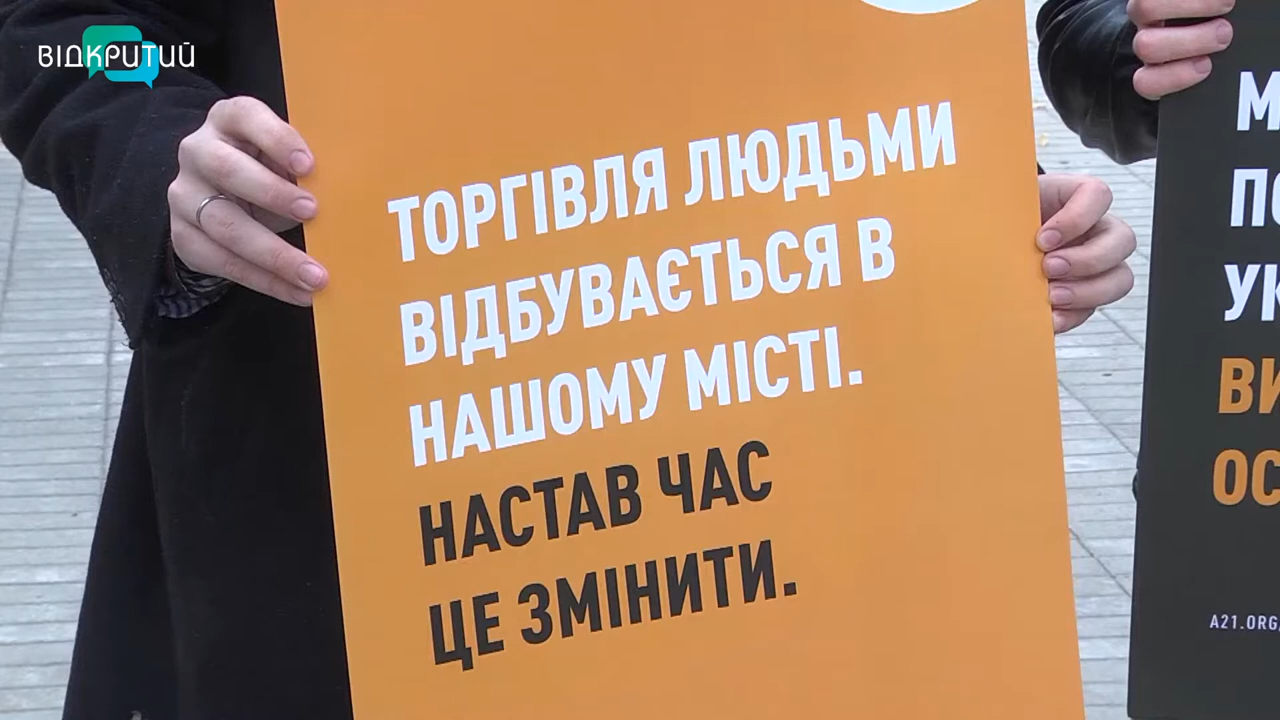 ВІДКРИТИЙ
ТОРГІВЛЯ ЛЮДЬМИ
ВІДБУВАЄТЬСЯ В
НАШОМУ МІСТІ.
НАСТАВ ЧАС
ЦЕ ЗМІНИТИ.
A21.ORG